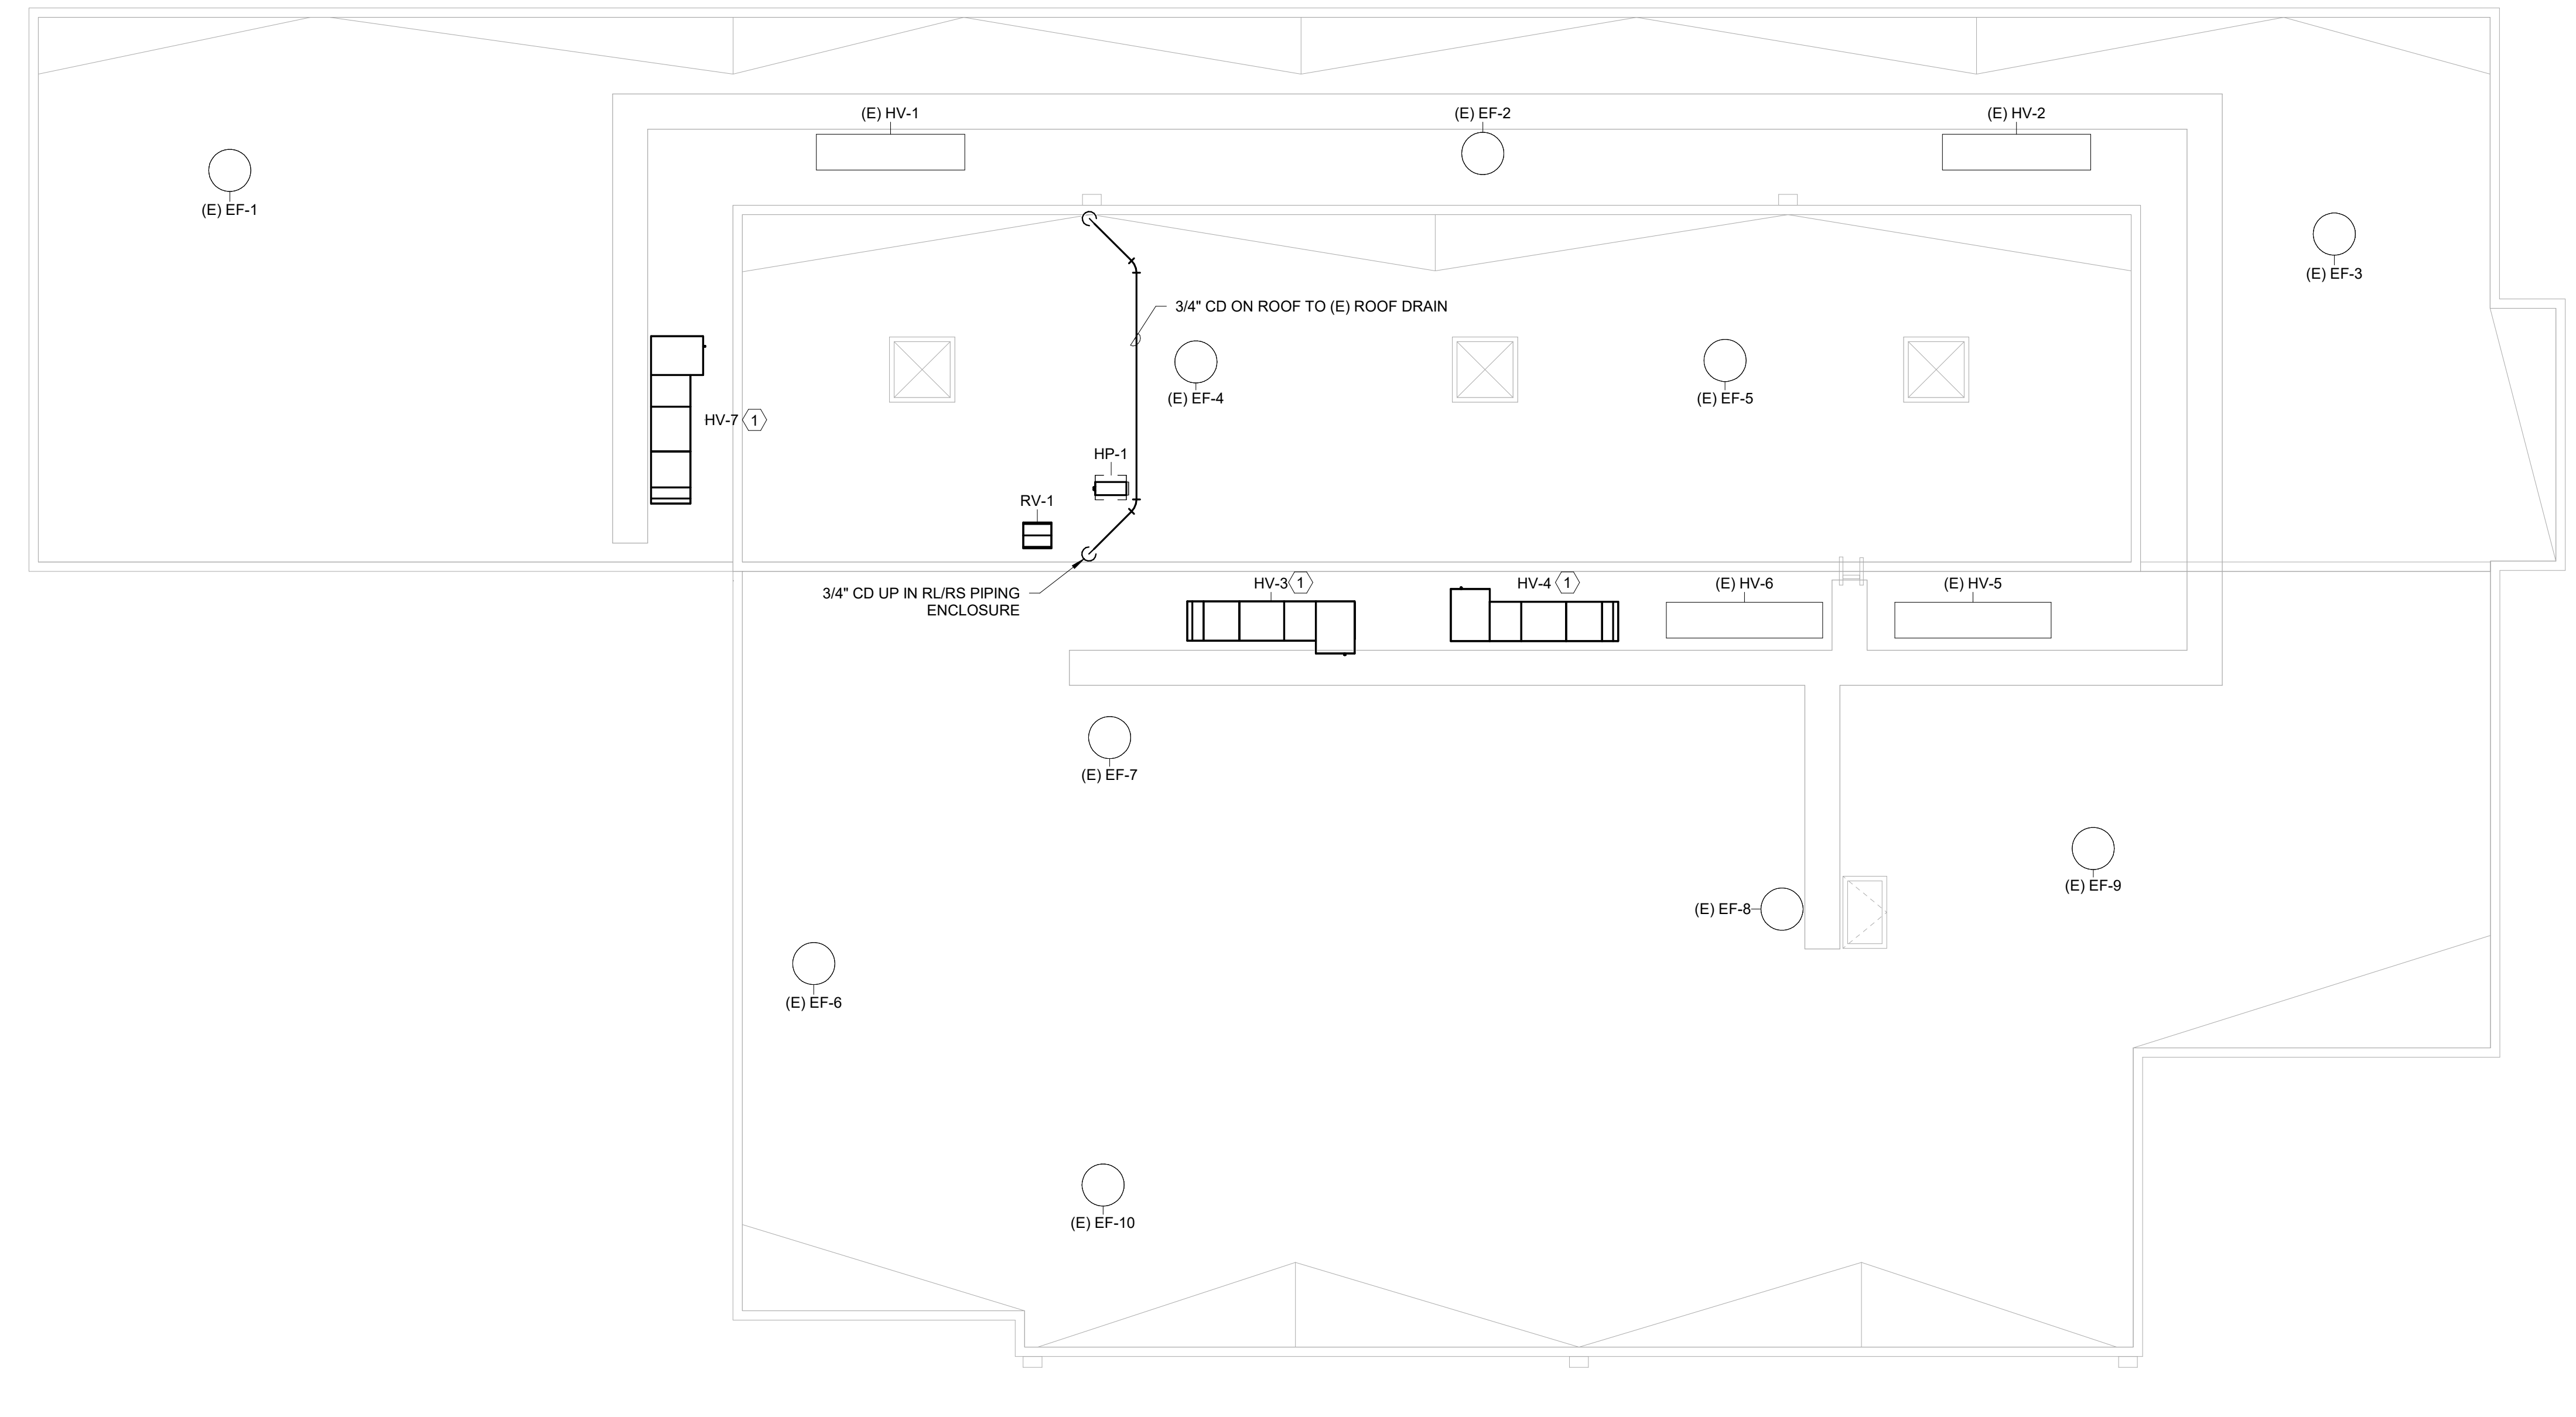 (E) HV-1
(E) EF-2
(E) HV-2
(E) EF-1
(E) EF-3
3/4" CD ON ROOF TO (E) ROOF DRAIN
(E) EF-4
(E) EF-5
HV-7 1
HP-1
RV-1
3/4" CD UP IN RL/RS PIPING
ENCLOSURE
HV-3 1
HV-4 1
(E) HV-6
(E) HV-5
(E) EF-7
(E) EF-9
(E) EF-8
(E) EF-6
(E) EF-10